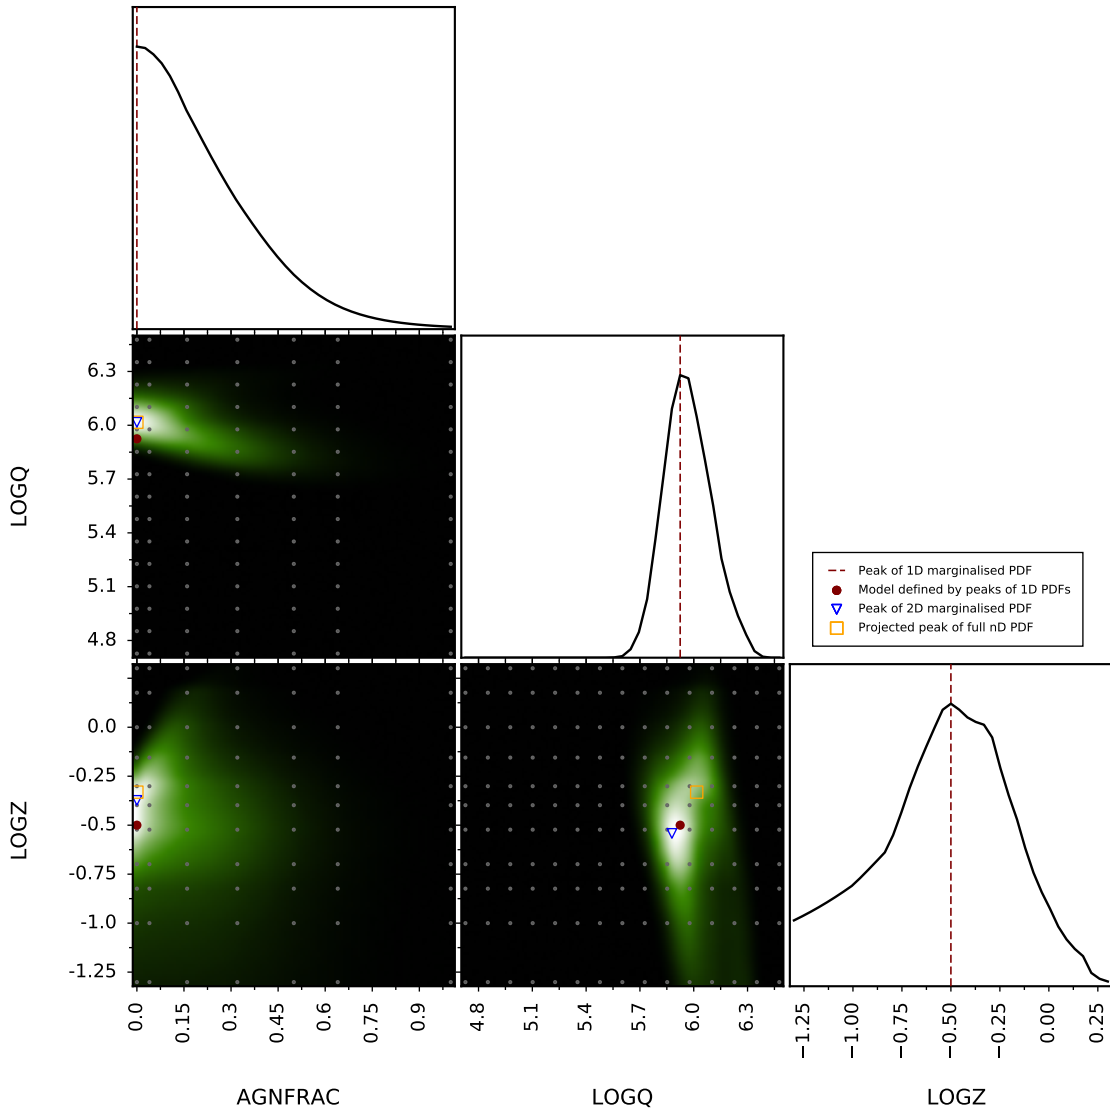 6.3
6.0
5.7
5.4
5.1
4.8
LOGQ
Peak of 1D marginalised PDF
Model defined by peaks of 1D PDFs
Peak of 2D marginalised PDF
Projected peak of full nD PDF
0.0
-0.25
-0.5
-0.75
-1.0
-1.25
LOGZ
0.0 0.15 0.3 0.45 0.6 0.75 0.9
4.8 5.1 5.4 5.7 6.0 6.3
−1.25 −1.00 −0.75 −0.50 −0.25 0.00 0.25
AGNFRAC LOGQ LOGZ